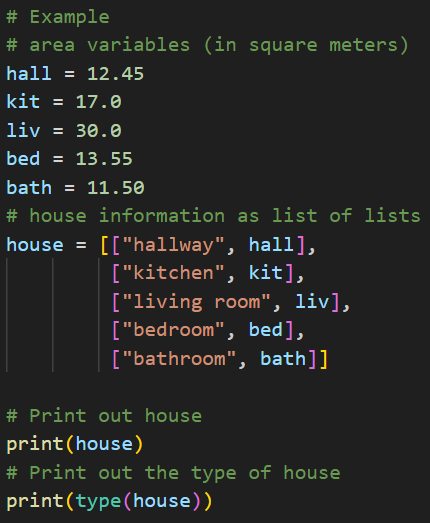 # Example
# area variables (in square meters)
hall = 12.45
kit = 17.0
liv = 30.0
bed = 13.55
bath = 11.50
# house information as list of lists
house = [["hallway", hall],
         ["kitchen", kit],
         ["living room", liv],
         ["bedroom", bed],
         ["bathroom", bath]]

# Print out house
print(house)
# Print out the type of house
print(type(house))